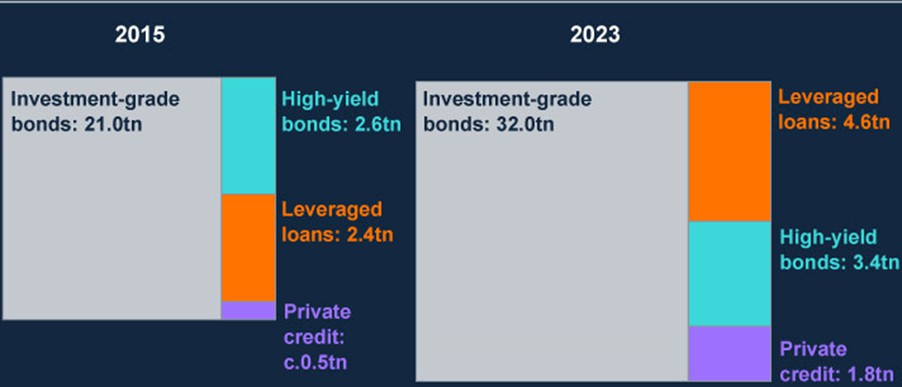 2015
Investment-grade
bonds: 21.0tn
High-yield
bonds: 2.6tn
Leveraged
loans: 2.4tn
Private
credit:
c.0.5tn
2023
Investment-grade
bonds: 32.0tn
Leveraged
loans: 4.6tn
High-yield
bonds: 3.4tn
Private
credit: 1.8tn